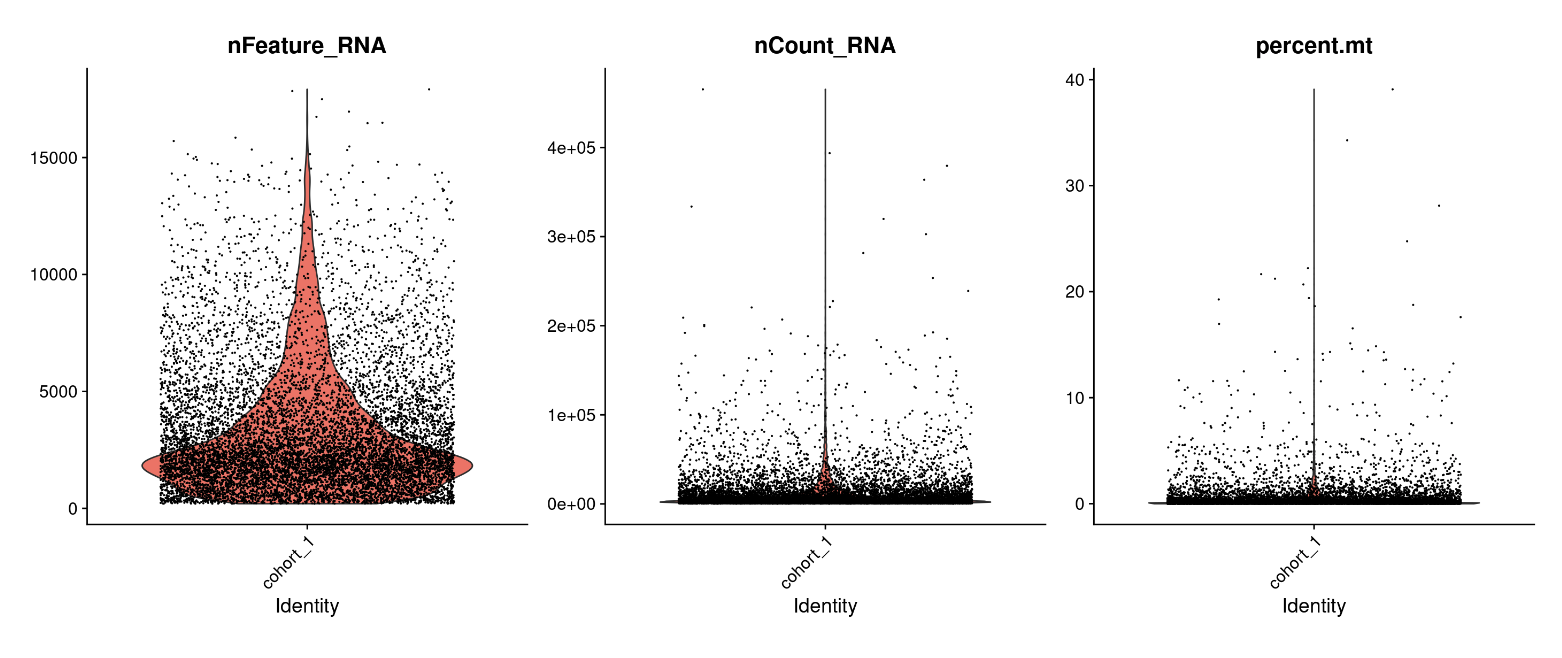 nFeature_RNA
15000
10000
5000
0
cohort_1
Identity
nCount_RNA
4e+05
3e+05
2e+05
1e+05
0e+00
cohort_1
Identity
percent.mt
40
30
20
10
0
cohort_1
Identity